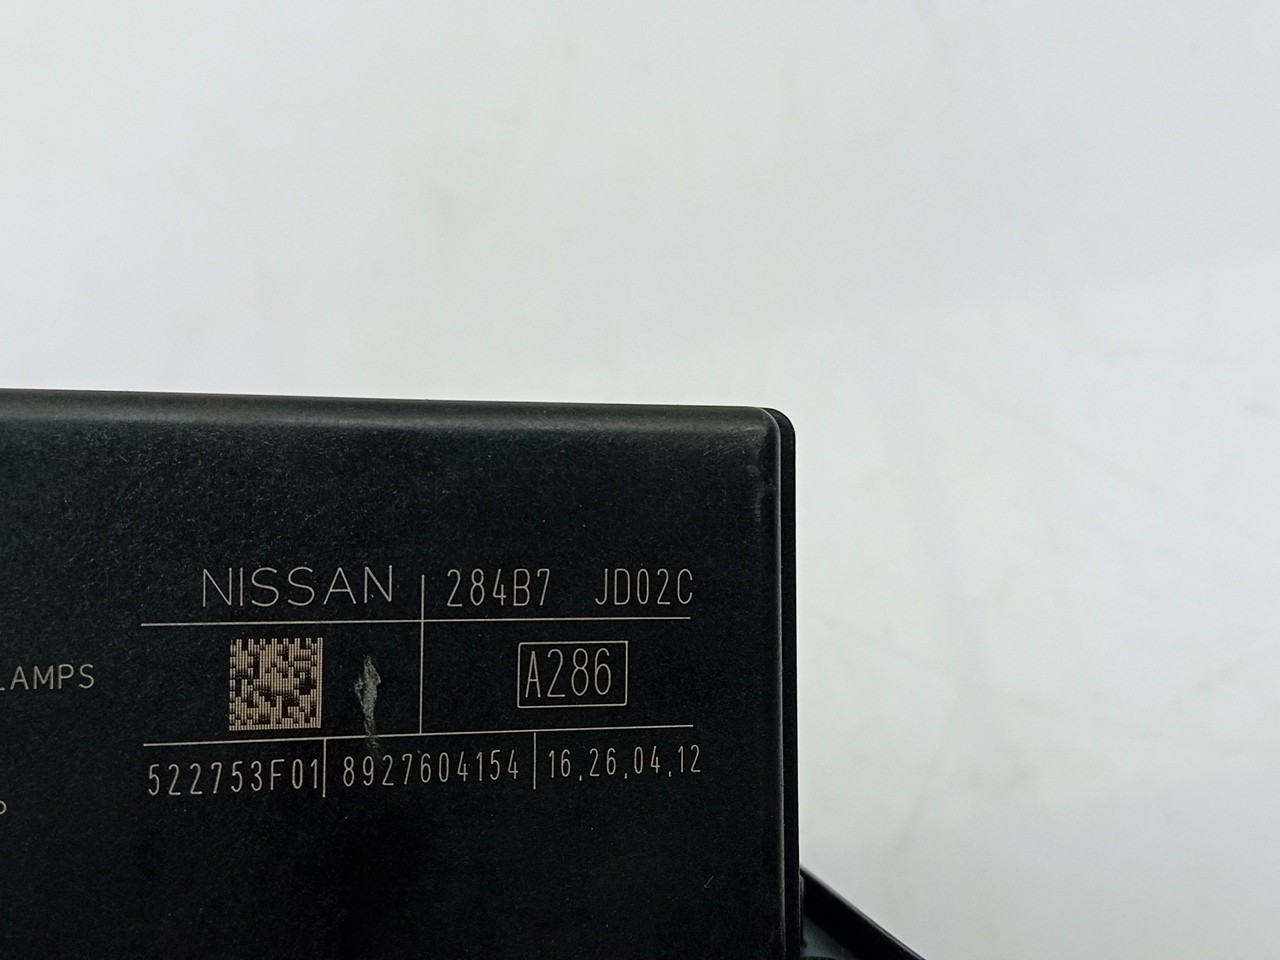 NISSAN 284B7 JD02C
LAMPS A286
522753F01 8927604154 16.26.04.12
P